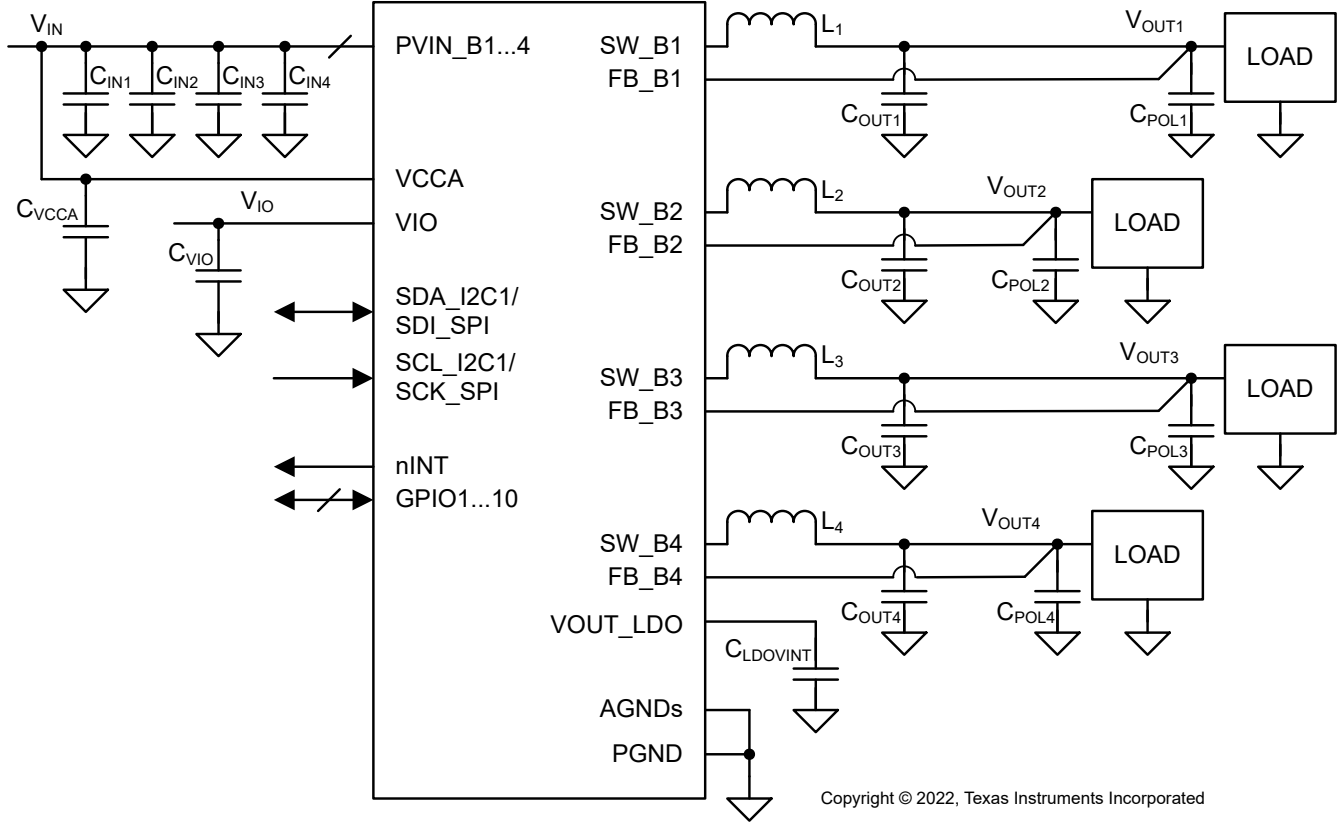 VIN
CIN1
CIN2
CIN3
CIN4
CVCCA
VIO
CVIO
PVIN_B1...4
VCCA
VIO
SDA_I2C1/
SDI_SPI
SCL_I2C1/
SCK_SPI
nINT
GPIO1...10
SW_B1
FB_B1
SW_B2
FB_B2
SW_B3
FB_B3
SW_B4
FB_B4
VOUT_LDO
AGNDs
PGND
L1
VOUT1
LOAD
COUT1
CPOL1
L2
VOUT2
LOAD
COUT2
CPOL2
L3
VOUT3
LOAD
COUT3
CPOL3
L4
VOUT4
LOAD
COUT4
CPOL4
CLDOVINT
Copyright © 2022, Texas Instruments Incorporated